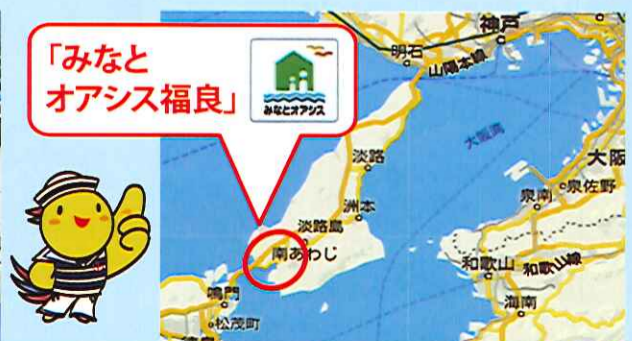 「みなと
オアシス福良」
みなとオアシス
神戸
明石
山陽本線
大阪湾
淡路
大阪
洲本
泉南
泉佐野
淡路島
南あわじ
和歌山
和歌山線
鳴門
海南
松茂町